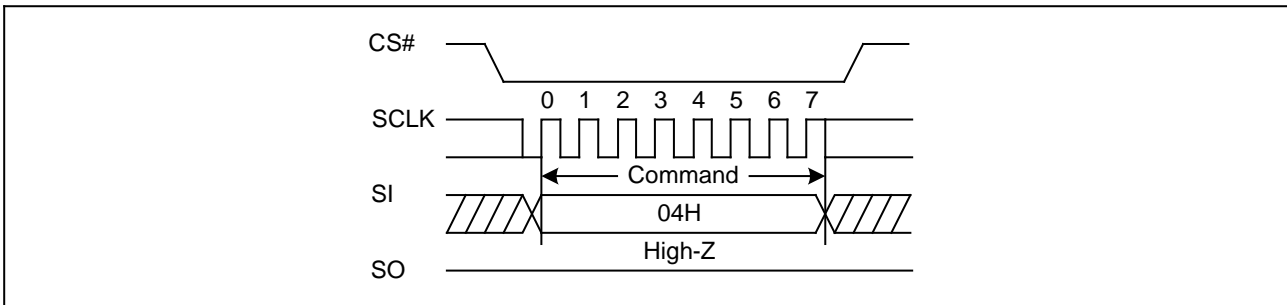 CS#
0 1 2 3 4 5 6 7
SCLK
Command
SI
04H
High-Z
SO